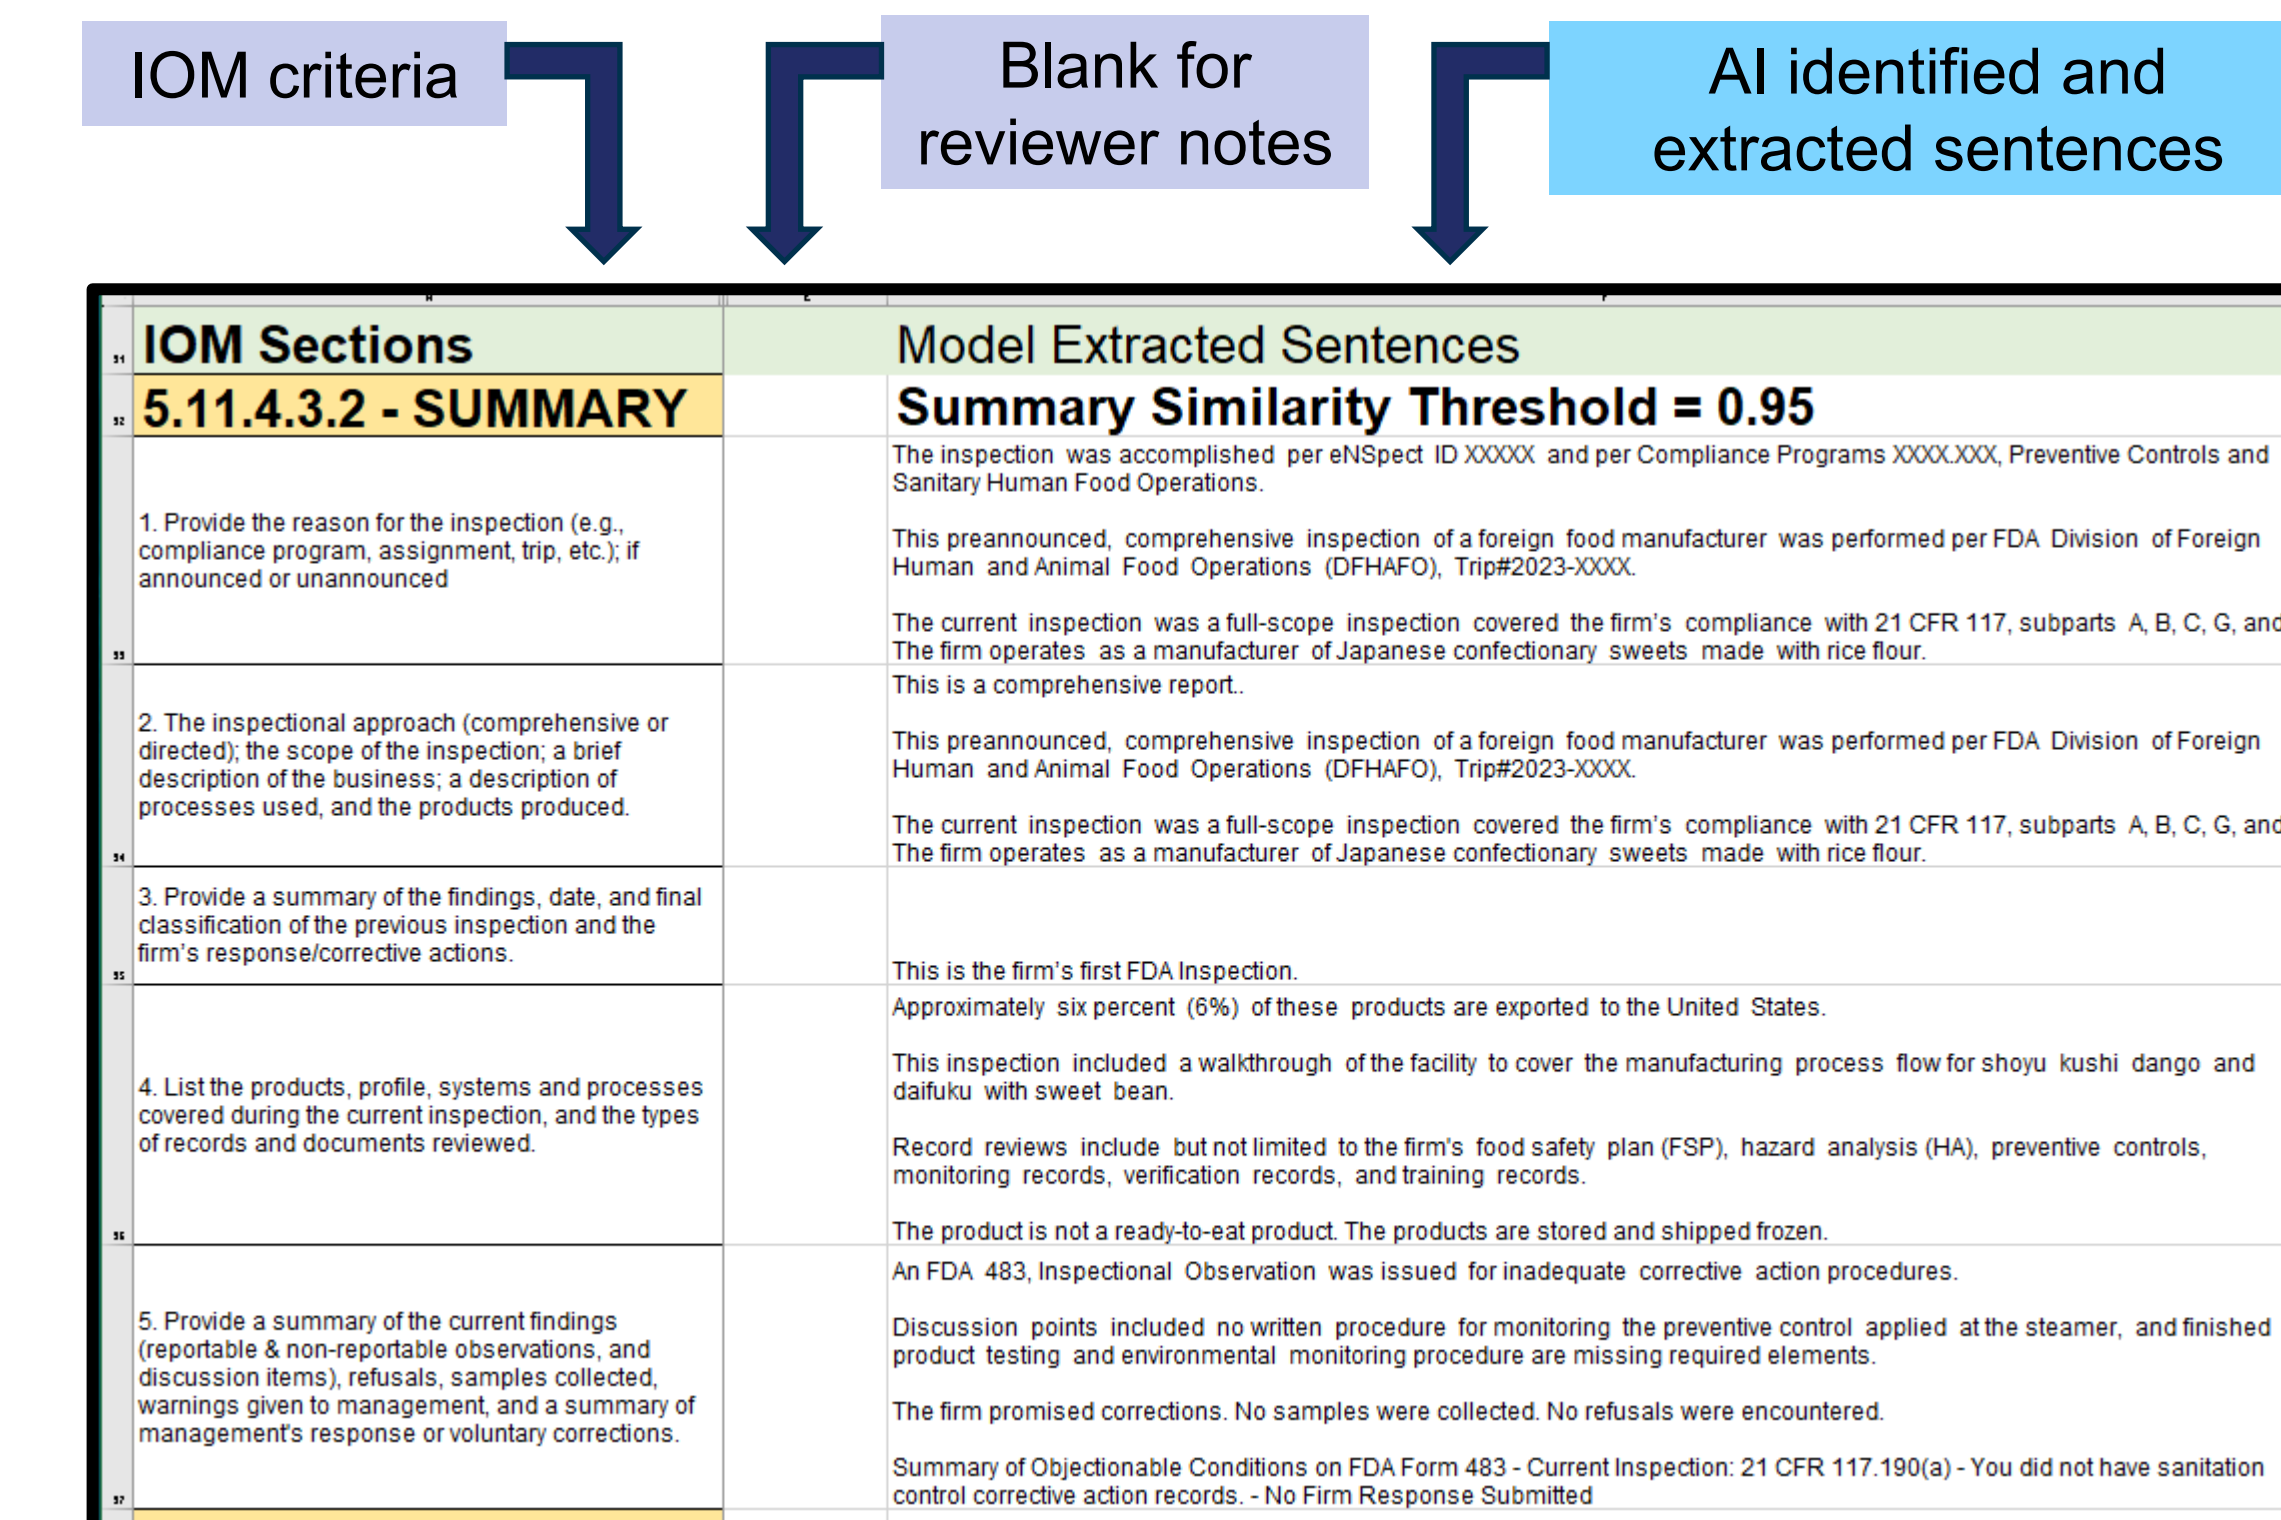 IOM criteria
Blank for
reviewer notes
AI identified and
extracted sentences
IOM Sections
Model Extracted Sentences
5.11.4.3.2 - SUMMARY
Summary Similarity Threshold = 0.95
1. Provide the reason for the inspection (e.g.,
compliance program, assignment, trip, etc.); if
announced or unannounced
The inspection was accomplished per eNSpect ID XXXXX and per Compliance Programs XXXX.XXX, Preventive Controls and
Sanitary Human Food Operations.
This preannounced, comprehensive inspection of a foreign food manufacturer was performed per FDA Division of Foreign
Human and Animal Food Operations (DFHAFO), Trip#2023-XXXX.
The current inspection was a full-scope inspection covered the firm's compliance with 21 CFR 117, subparts A, B, C, G, and
The firm operates as a manufacturer of Japanese confectionary sweets made with rice flour.
2. The inspectional approach (comprehensive or
directed); the scope of the inspection; a brief
description of the business; a description of
processes used, and the products produced.
This is a comprehensive report..
This preannounced, comprehensive inspection of a foreign food manufacturer was performed per FDA Division of Foreign
Human and Animal Food Operations (DFHAFO), Trip#2023-XXXX.
The current inspection was a full-scope inspection covered the firm's compliance with 21 CFR 117, subparts A, B, C, G, and
The firm operates as a manufacturer of Japanese confectionary sweets made with rice flour.
3. Provide a summary of the findings, date, and final
classification of the previous inspection and the
firm's response/corrective actions.
This is the firm's first FDA Inspection.
4. List the products, profile, systems and processes
covered during the current inspection, and the types
of records and documents reviewed.
Approximately six percent (6%) of these products are exported to the United States.
This inspection included a walkthrough of the facility to cover the manufacturing process flow for shoyu kushi dango and
daifuku with sweet bean.
Record reviews include but not limited to the firm's food safety plan (FSP), hazard analysis (HA), preventive controls,
monitoring records, verification records, and training records.
The product is not a ready-to-eat product. The products are stored and shipped frozen.
5. Provide a summary of the current findings
(reportable & non-reportable observations, and
discussion items), refusals, samples collected,
warnings given to management, and a summary of
management's response or voluntary corrections.
An FDA 483, Inspectional Observation was issued for inadequate corrective action procedures.
Discussion points included no written procedure for monitoring the preventive control applied at the steamer, and finished
product testing and environmental monitoring procedure are missing required elements.
The firm promised corrections. No samples were collected. No refusals were encountered.
Summary of Objectionable Conditions on FDA Form 483 - Current Inspection: 21 CFR 117.190(a) - You did not have sanitation
control corrective action records. - No Firm Response Submitted